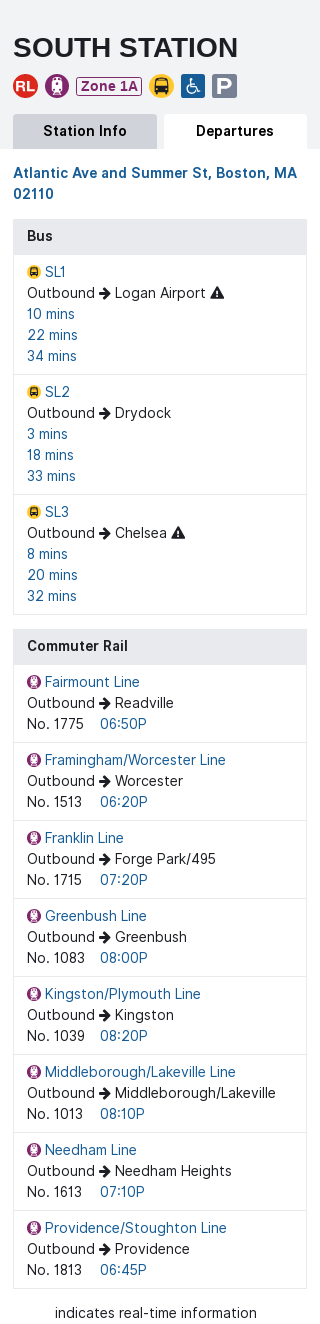 SOUTH STATION
RL Zone 1A P
Station Info Departures
Atlantic Ave and Summer St, Boston, MA
02110
Bus
SL1
Outbound → Logan Airport
10 mins
22 mins
34 mins
SL2
Outbound → Drydock
3 mins
18 mins
33 mins
SL3
Outbound → Chelsea
8 mins
20 mins
32 mins
Commuter Rail
Fairmount Line
Outbound → Readville
No. 1775 06:50P
Framingham/Worcester Line
Outbound → Worcester
No. 1513 06:20P
Franklin Line
Outbound → Forge Park/495
No. 1715 07:20P
Greenbush Line
Outbound → Greenbush
No. 1083 08:00P
Kingston/Plymouth Line
Outbound → Kingston
No. 1039 08:20P
Middleborough/Lakeville Line
Outbound → Middleborough/Lakeville
No. 1013 08:10P
Needham Line
Outbound → Needham Heights
No. 1613 07:10P
Providence/Stoughton Line
Outbound → Providence
No. 1813 06:45P
indicates real-time information